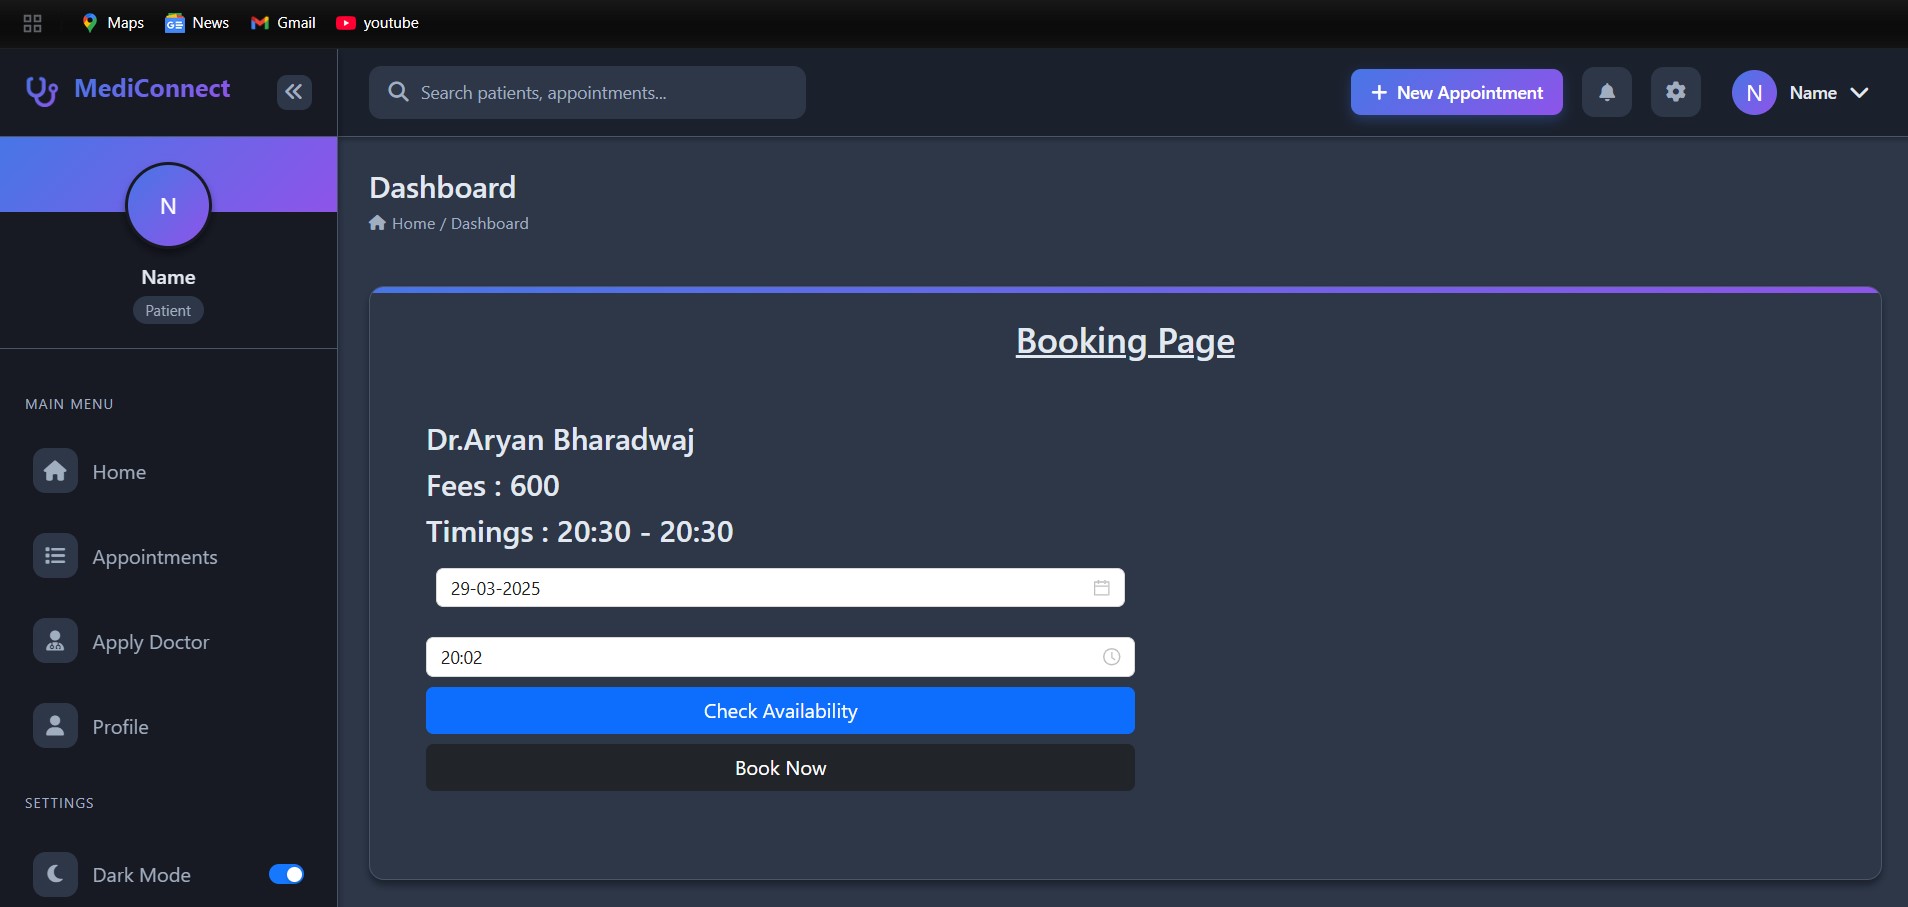 Maps News Gmail youtube
MediConnect
Search patients, appointments...
New Appointment
N Name
N
Name
Patient
MAIN MENU
Home
Appointments
Apply Doctor
Profile
SETTINGS
Dark Mode
Dashboard
Home / Dashboard
Booking Page
Dr.Aryan Bharadwaj
Fees : 600
Timings : 20:30 - 20:30
29-03-2025
20:02
Check Availability
Book Now